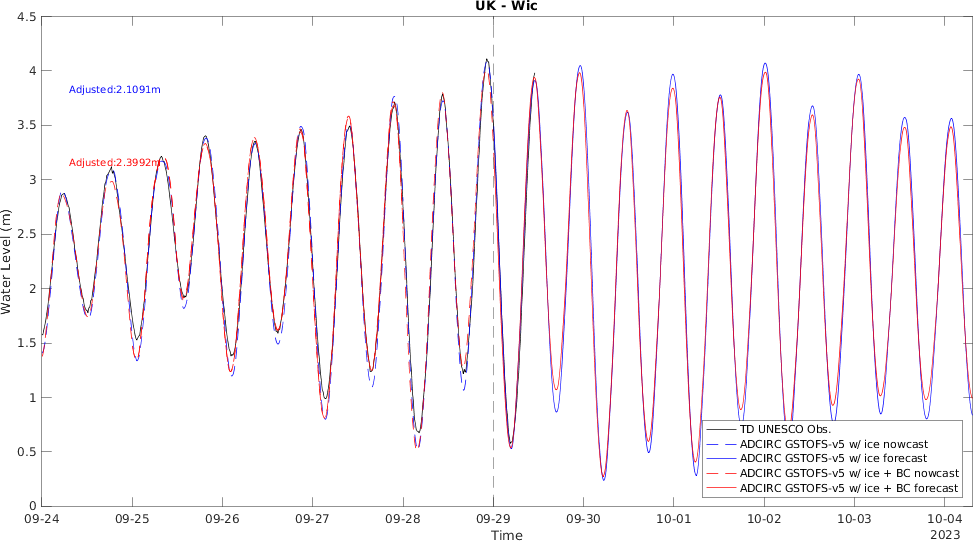 UK - Wic
4.5
4
3.5
3
2.5
2
1.5
1
0.5
0
Water Level (m)
Adjusted:2.1091m
Adjusted:2.3992m
TD UNESCO Obs.
ADCIRC GSTOFS-v5 w/ ice nowcast
ADCIRC GSTOFS-v5 w/ ice forecast
ADCIRC GSTOFS-v5 w/ ice + BC nowcast
ADCIRC GSTOFS-v5 w/ ice + BC forecast
09-24 09-25 09-26 09-27 09-28 09-29 09-30 10-01 10-02 10-03 10-04
Time
2023